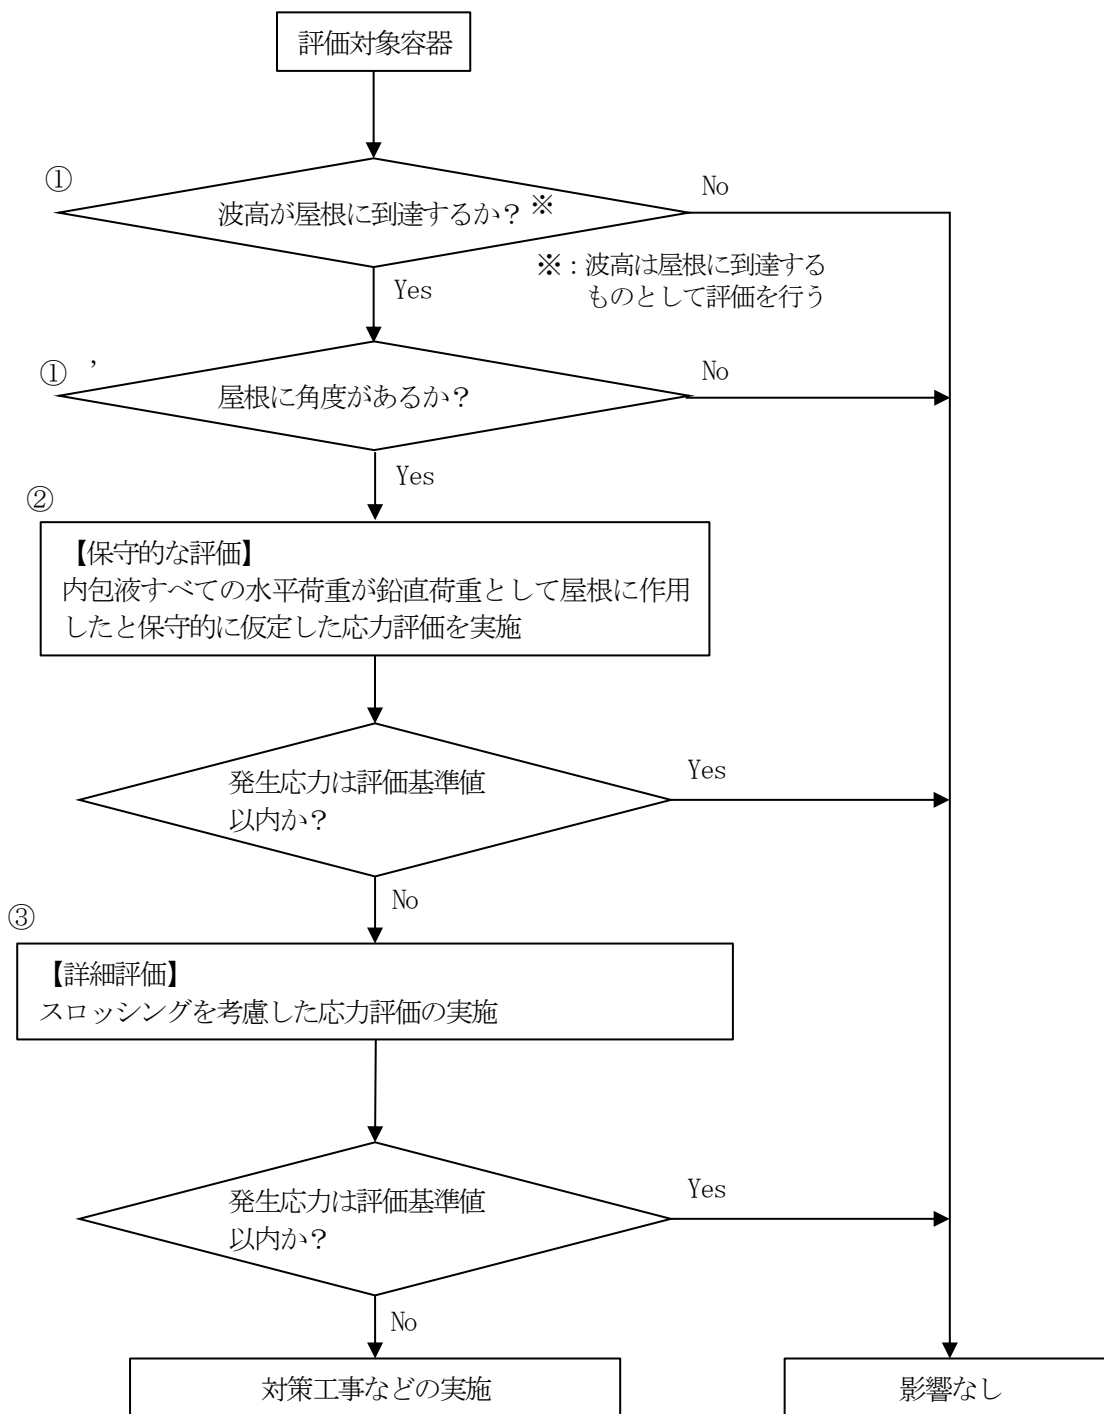 評価対象容器
①
波高が屋根に到達するか？※
No
※：波高は屋根に到達する
ものとして評価を行う
Yes
①’
屋根に角度があるか？
No
Yes
②
【保守的な評価】
内包液すべての水平荷重が鉛直荷重として屋根に作用
したと保守的に仮定した応力評価を実施
発生応力は評価基準値
以内か？
Yes
No
③
【詳細評価】
スロッシングを考慮した応力評価の実施
発生応力は評価基準値
以内か？
Yes
No
対策工事などの実施
影響なし